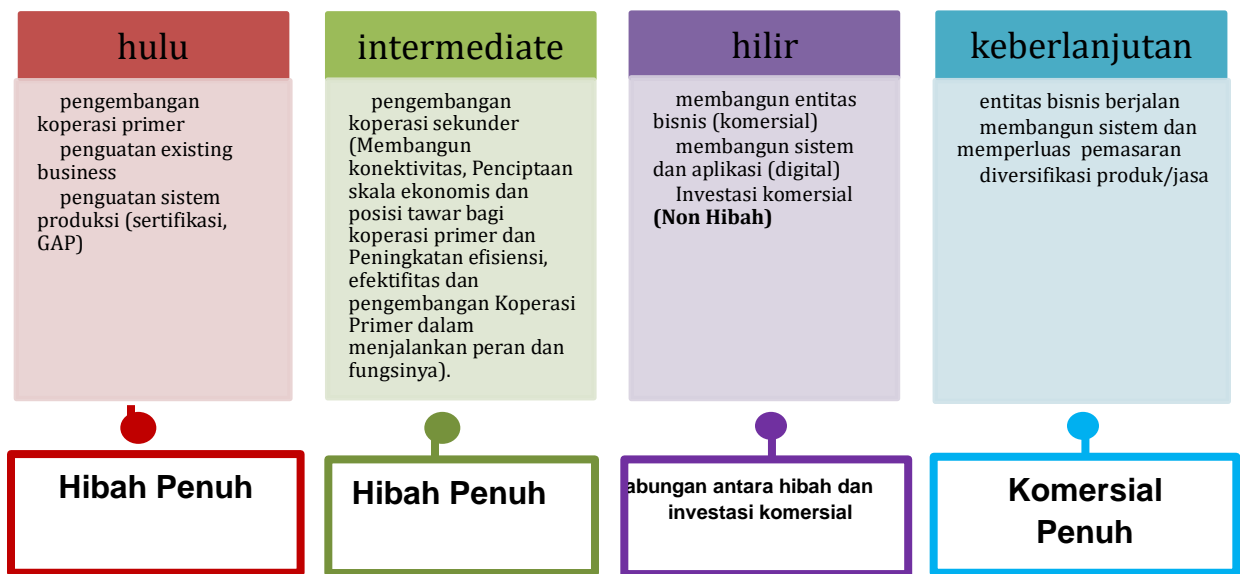 hulu
pengembangan
koperasi primer
penguatan existing
business
penguatan sistem
produksi (sertifikasi,
GAP)
Hibah Penuh
intermediate
pengembangan
koperasi sekunder
(Membangun
konektivitas, Penciptaan
skala ekonomis dan
posisi tawar bagi
koperasi primer dan
Peningkatan efisiensi,
efektifitas dan
pengembangan Koperasi
Primer dalam
menjalankan peran dan
fungsinya).
Hibah Penuh
hilir
membangun entitas
bisnis (komersial)
membangun sistem
dan aplikasi (digital)
Investasi komersial
(Non Hibah)
abungan antara hibah dan
investasi komersial
keberlanjutan
entitas bisnis berjalan
membangun sistem dan
memperluas pemasaran
diversifikasi produk/jasa
Komersial
Penuh